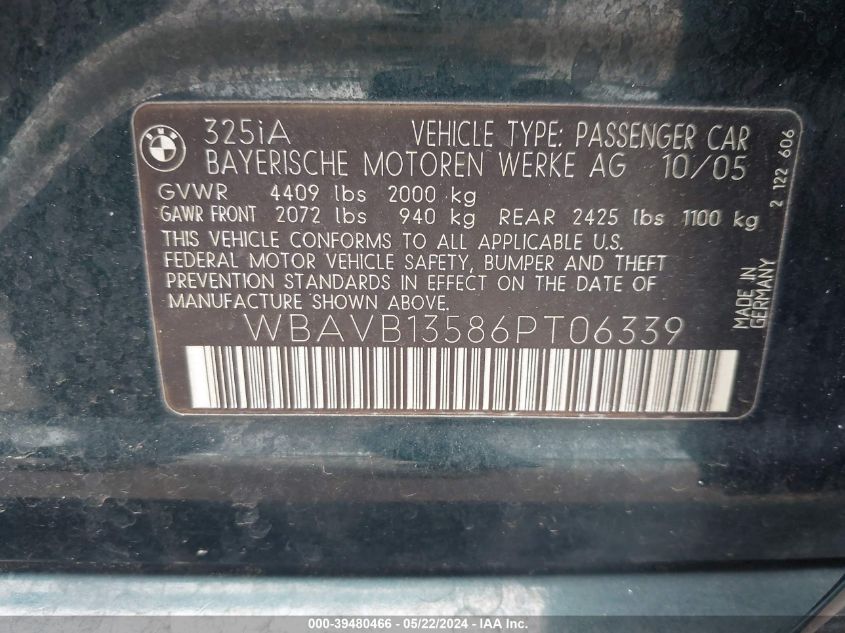 BMW
325iA VEHICLE TYPE: PASSENGER CAR
BAYERISCHE MOTOREN WERKE AG 10/05
GVWR 4409 lbs 2000 kg
GAWR FRONT 2072 lbs 940 kg REAR 2425 lbs 1100 kg
THIS VEHICLE CONFORMS TO ALL APPLICABLE U.S.
FEDERAL MOTOR VEHICLE SAFETY, BUMPER AND THEFT
PREVENTION STANDARDS IN EFFECT ON THE DATE OF
MANUFACTURE SHOWN ABOVE.
WBAVB13586PT06339
2 122 606
MADE IN
GERMANY
000-39480466 - 05/22/2024 - IAA Inc.